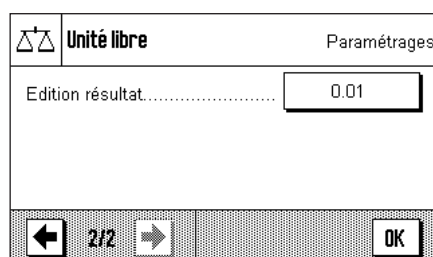 Unité libre Paramétrages
Edition résultat......................... 0.01
2/2 OK